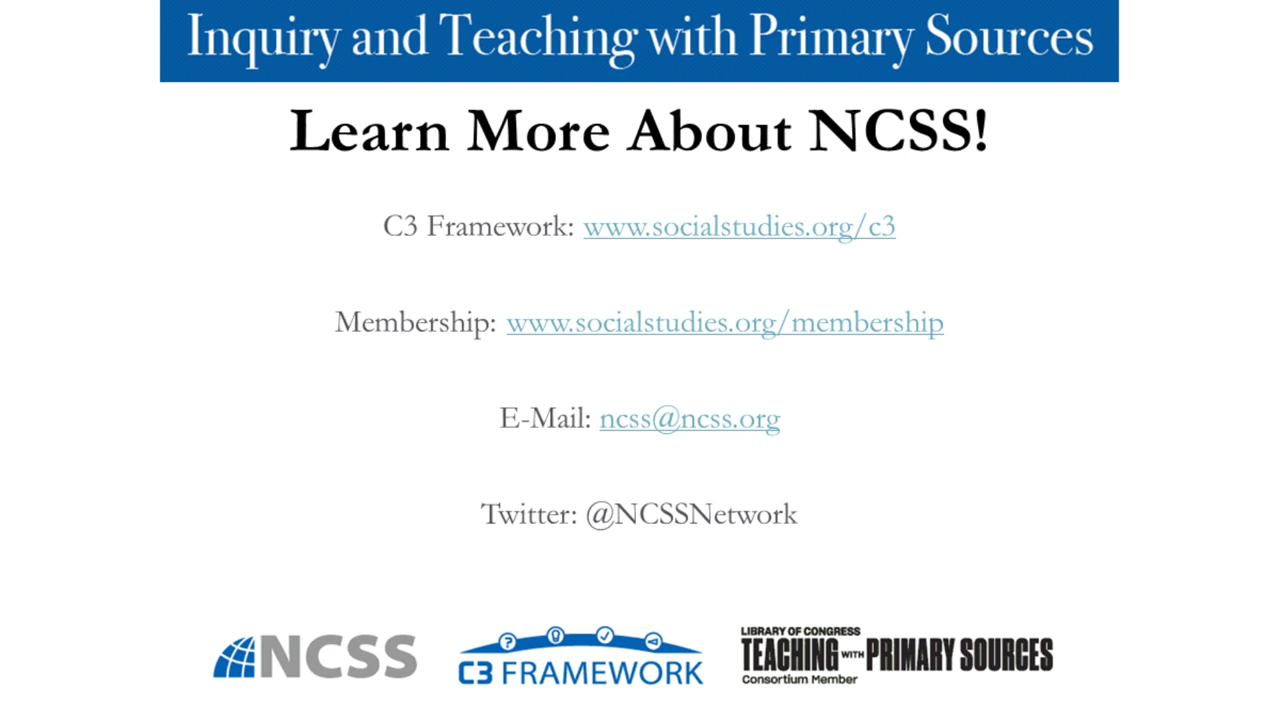 Inquiry and Teaching with Primary Sources
Learn More About NCSS!
C3 Framework: www.socialstudies.org/c3
Membership: www.socialstudies.org/membership
E-Mail: ncss@ncss.org
Twitter: @NCSSNetwork
NCSS
C3 FRAMEWORK
LIBRARY OF CONGRESS
TEACHING WITH PRIMARY SOURCES
Consortium Member